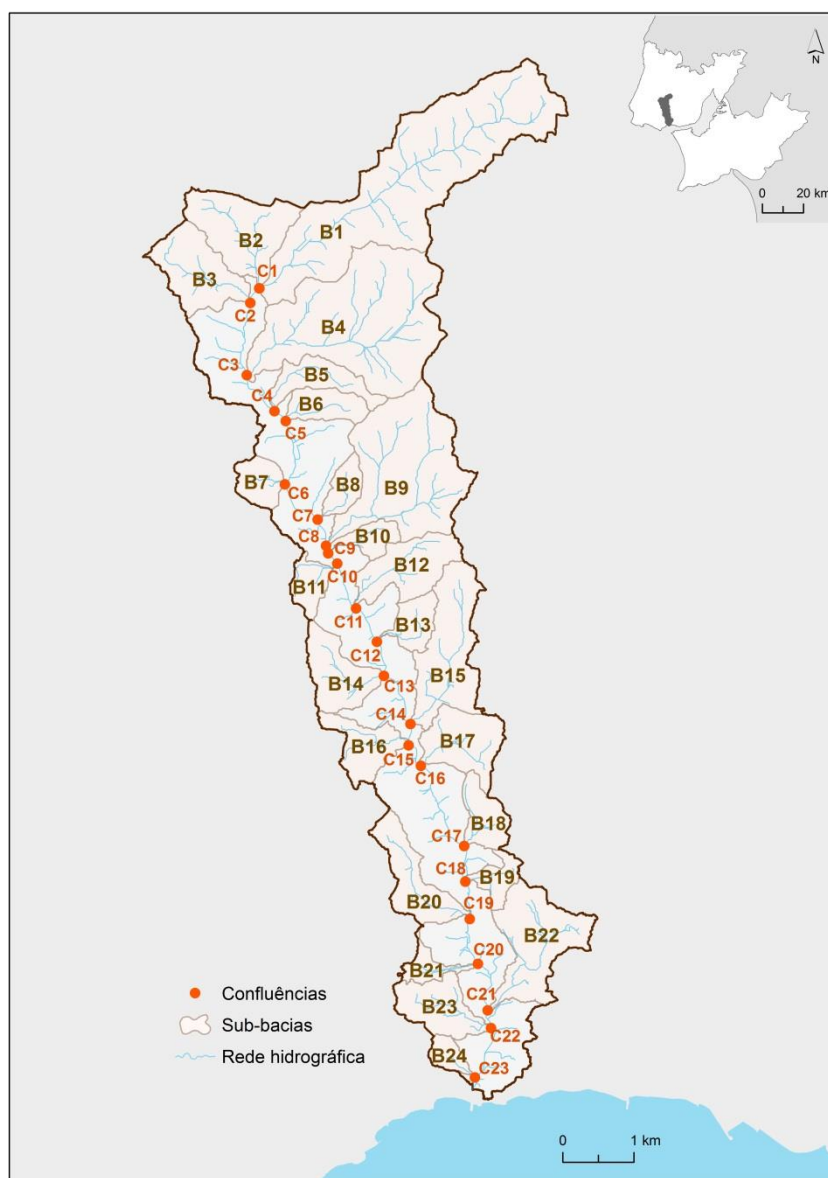 N
0 20 km
B1
B2
C1
B3
C2
B4
C3
B5
C4
B6
C5
B7
C6
B8
B9
C7
C8
B10
C9
C10
B12
B11
C11
B13
C12
B14
C13
B15
C14
B16
B17
C15
C16
B18
C17
C18
B19
B20
C19
B22
C20
B21
C21
B23
C22
B24
C23
Confluências
Sub-bacias
Rede hidrográfica
0 1 km